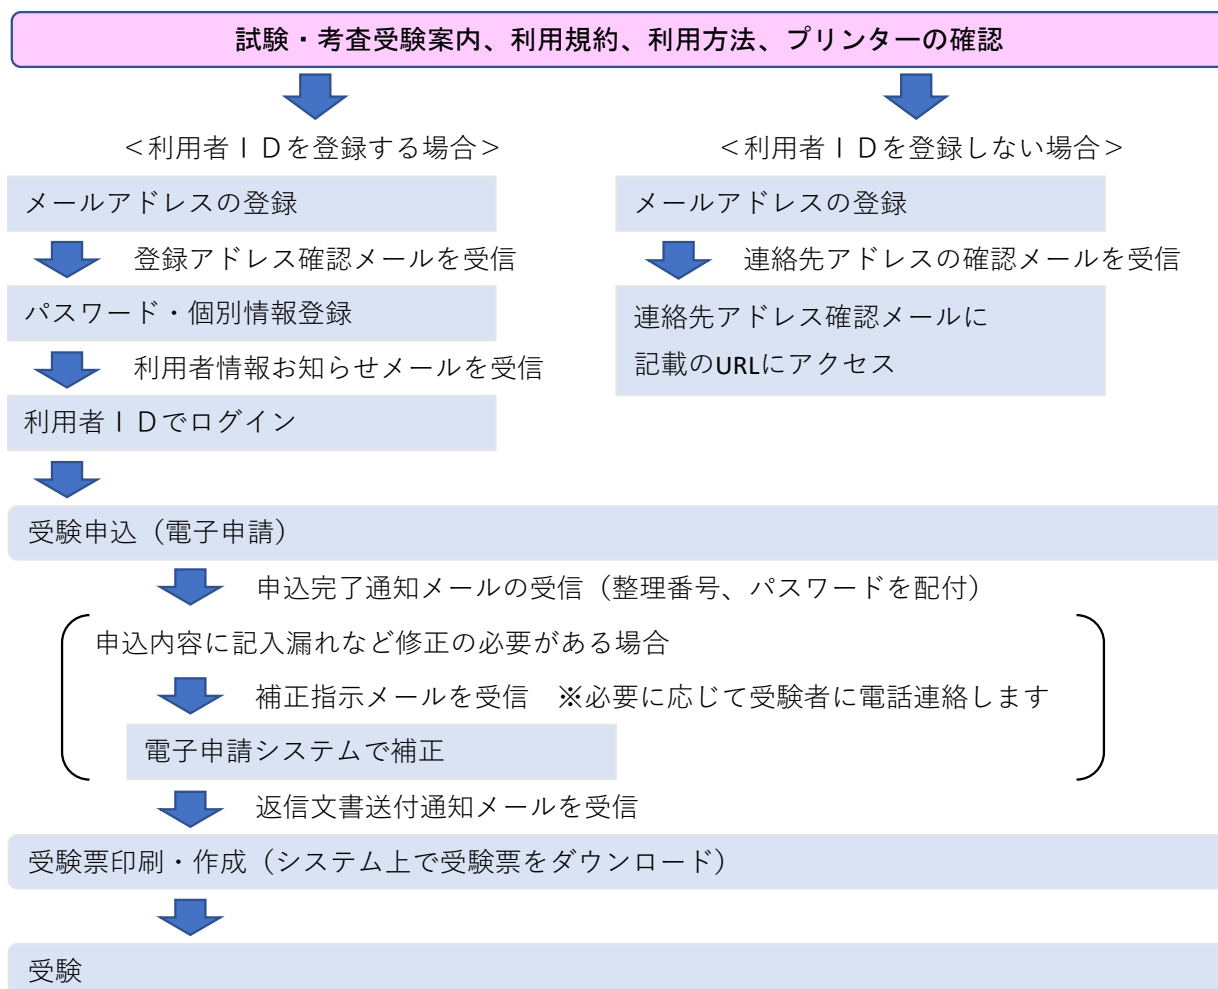 試験・考査受験案内、利用規約、利用方法、プリンターの確認
＜利用者ＩＤを登録する場合＞
メールアドレスの登録
登録アドレス確認メールを受信
パスワード・個別情報登録
利用者情報お知らせメールを受信
利用者ＩＤでログイン
＜利用者ＩＤを登録しない場合＞
メールアドレスの登録
連絡先アドレスの確認メールを受信
連絡先アドレス確認メールに
記載のURLにアクセス
受験申込（電子申請）
申込完了通知メールの受信（整理番号、パスワードを配付）
申込内容に記入漏れなど修正の必要がある場合
補正指示メールを受信　※必要に応じて受験者に電話連絡します
電子申請システムで補正
返信文書送付通知メールを受信
受験票印刷・作成（システム上で受験票をダウンロード）
受験